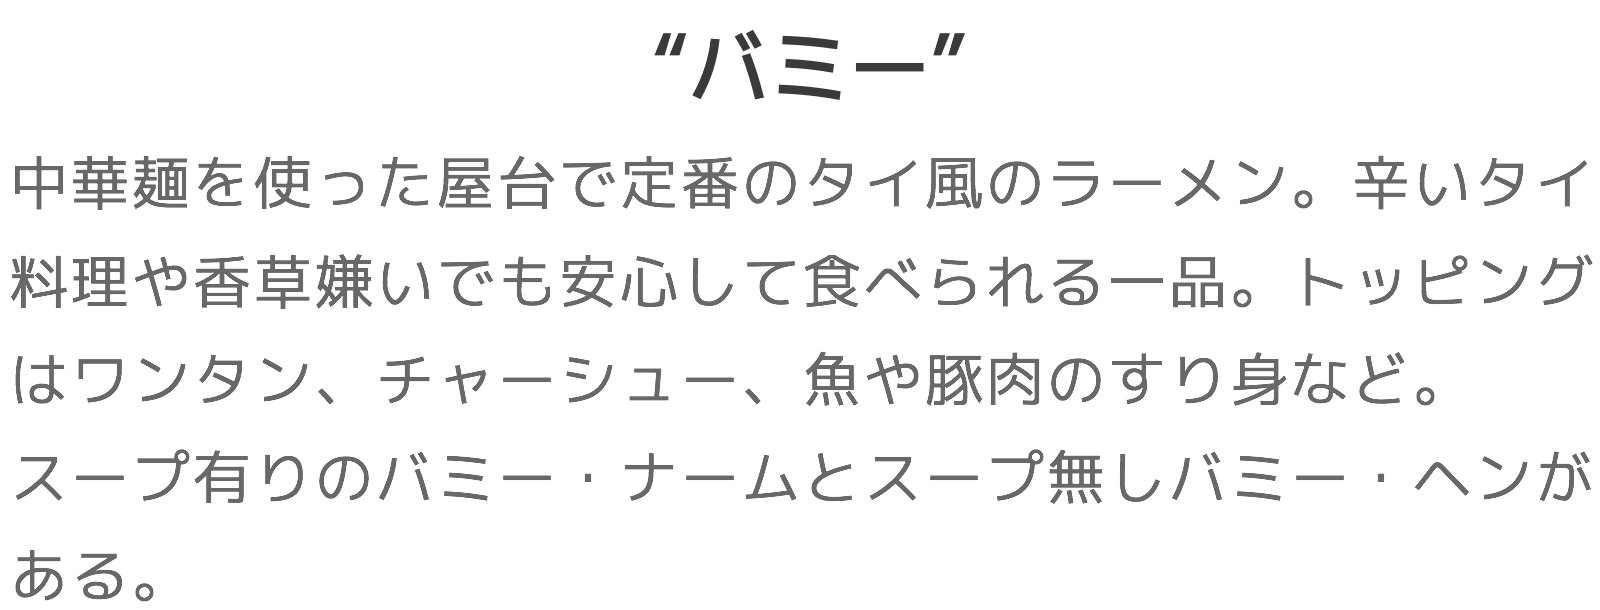 “バミー”
中華麺を使った屋台で定番のタイ風のラーメン。辛いタイ
料理や香草嫌いでも安心して食べられる一品。トッピング
はワンタン、チャーシュー、魚や豚肉のすり身など。
スープ有りのバミー・ナームとスープ無しバミー・ヘンが
ある。